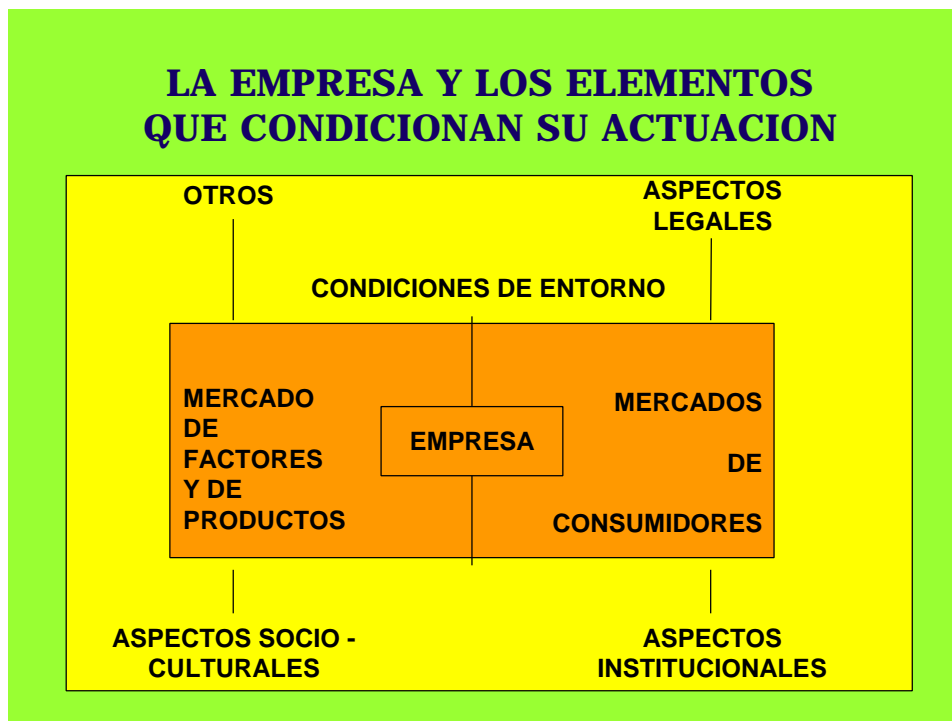 LA EMPRESA Y LOS ELEMENTOS
QUE CONDICIONAN SU ACTUACION
OTROS
ASPECTOS
LEGALES
CONDICIONES DE ENTORNO
MERCADO
DE
FACTORES
Y DE
PRODUCTOS
EMPRESA
MERCADOS
DE
CONSUMIDORES
ASPECTOS SOCIO -
CULTURALES
ASPECTOS
INSTITUCIONALES